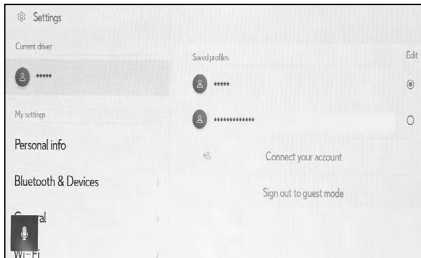 Settings
Current driver
*****
My settings
Personal info
Bluetooth & Devices
General
Wi-Fi
Saved profiles
Edit
*****
*************
Connect your account
Sign out to guest mode